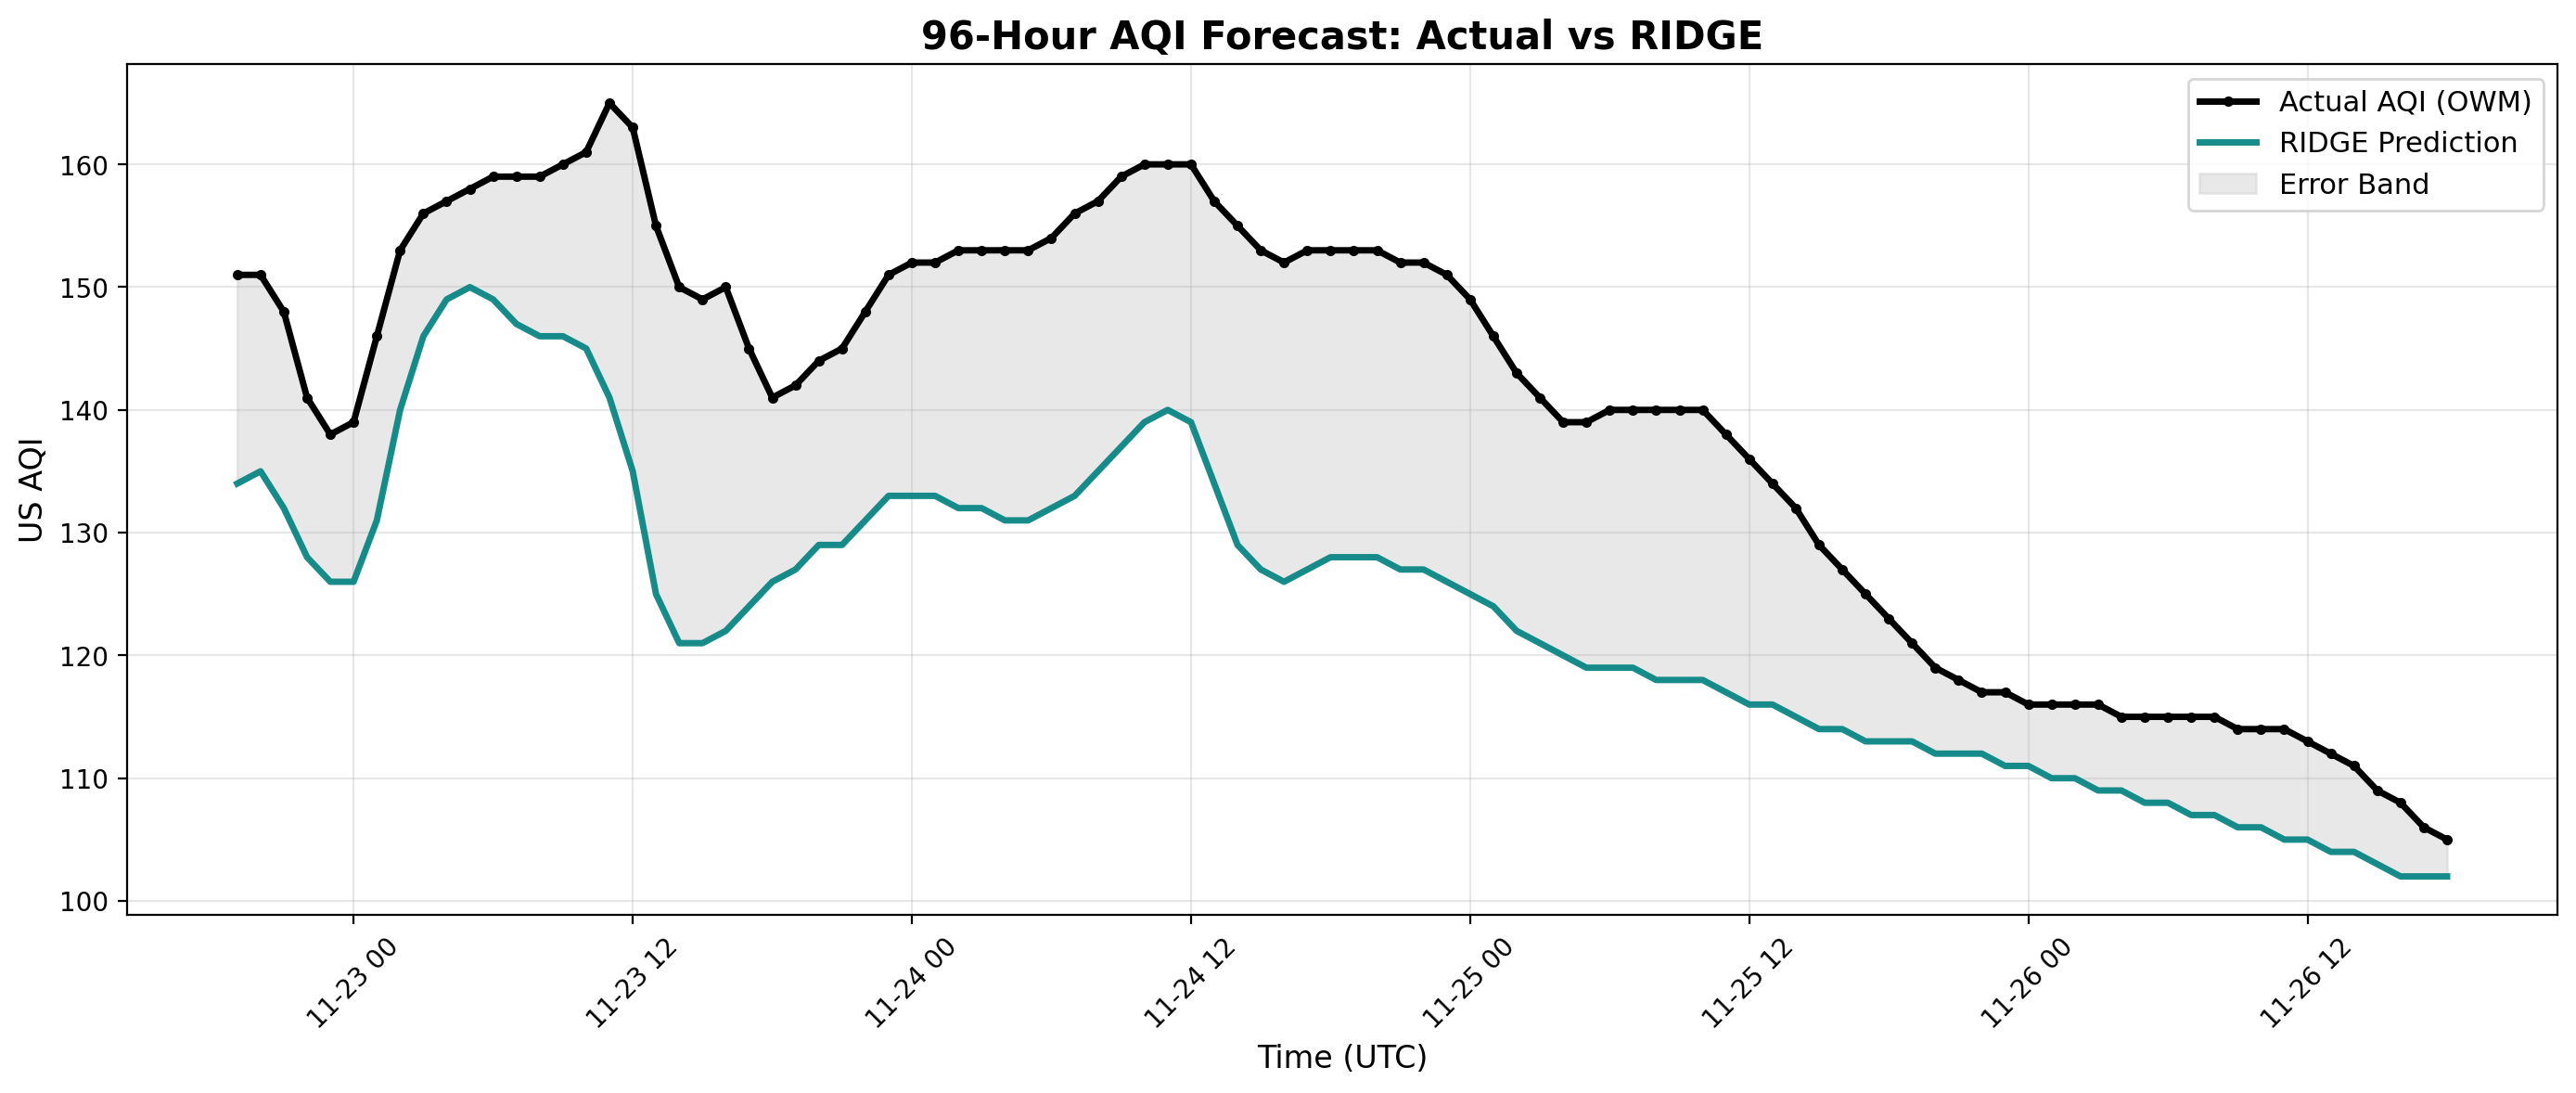 96-Hour AQI Forecast: Actual vs RIDGE
Actual AQI (OWM)
RIDGE Prediction
Error Band
US AQI
160
150
140
130
120
110
100
11-23 00
11-23 12
11-24 00
11-24 12
11-25 00
11-25 12
11-26 00
11-26 12
Time (UTC)